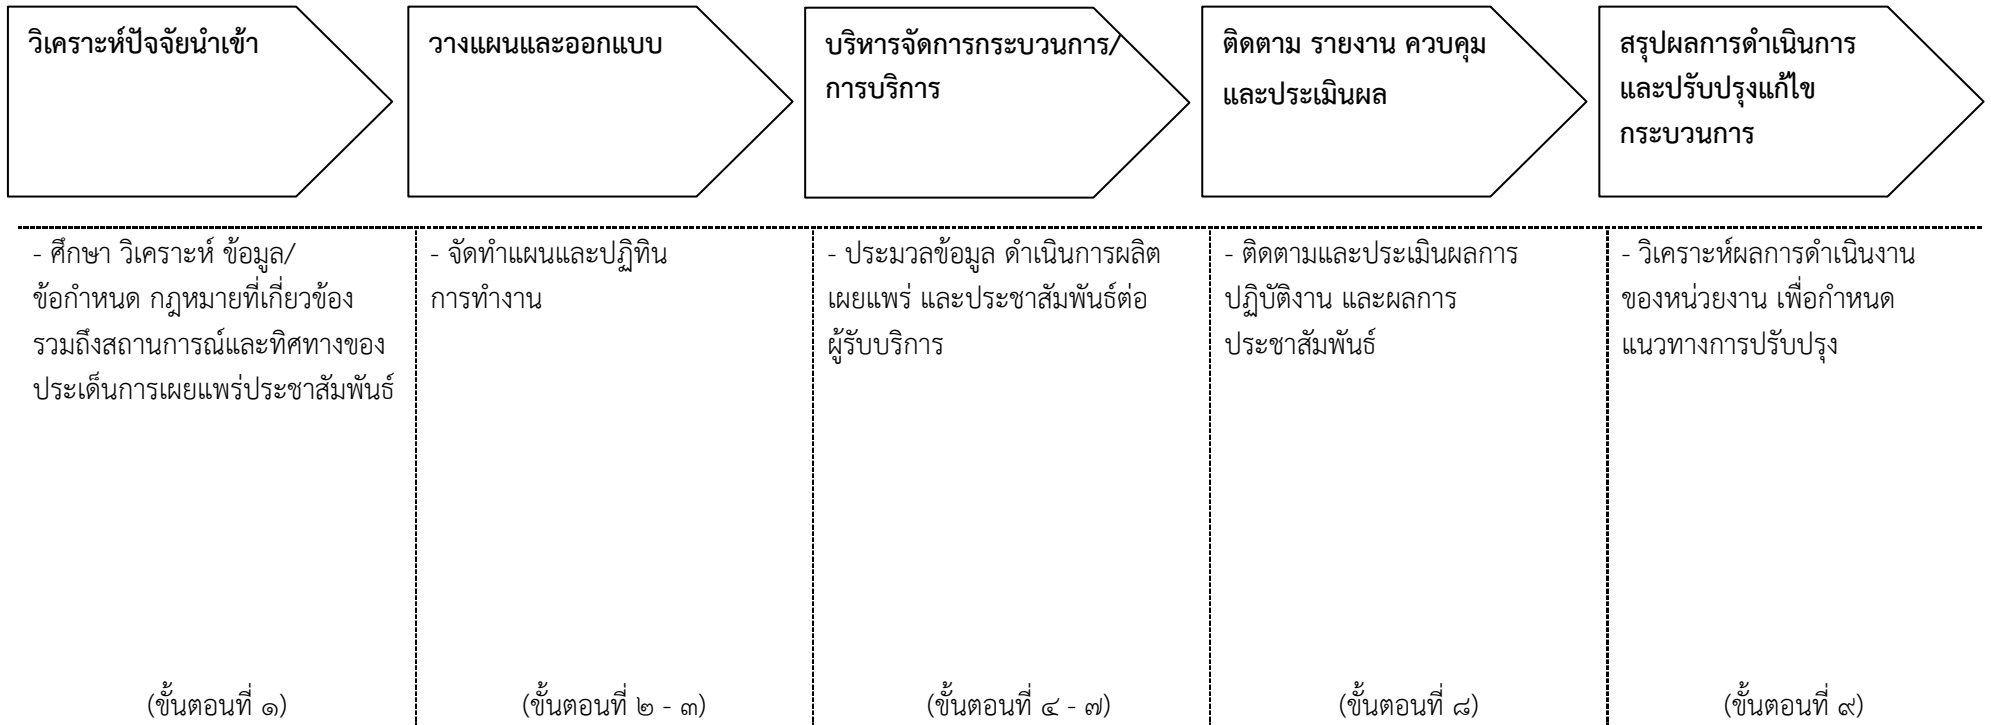 วิเคราะห์ปัจจัยนำเข้า
วางแผนและออกแบบ
บริหารจัดการกระบวนการ/
การบริการ
ติดตาม รายงาน ควบคุม
และประเมินผล
สรุปผลการดำเนินการ
และปรับปรุงแก้ไข
กระบวนการ
- ศึกษา วิเคราะห์ ข้อมูล/
ข้อกำหนด กฎหมายที่เกี่ยวข้อง
รวมถึงสถานการณ์และทิศทางของ
ประเด็นการเผยแพร่ประชาสัมพันธ์
(ขั้นตอนที่ ๑)
- จัดทำแผนและปฏิทิน
การทำงาน
(ขั้นตอนที่ ๒ - ๓)
- ประมวลข้อมูล ดำเนินการผลิต
เผยแพร่ และประชาสัมพันธ์ต่อ
ผู้รับบริการ
(ขั้นตอนที่ ๔ - ๗)
- ติดตามและประเมินผลการ
ปฏิบัติงาน และผลการ
ประชาสัมพันธ์
(ขั้นตอนที่ ๘)
- วิเคราะห์ผลการดำเนินงาน
ของหน่วยงาน เพื่อกำหนด
แนวทางการปรับปรุง
(ขั้นตอนที่ ๙)